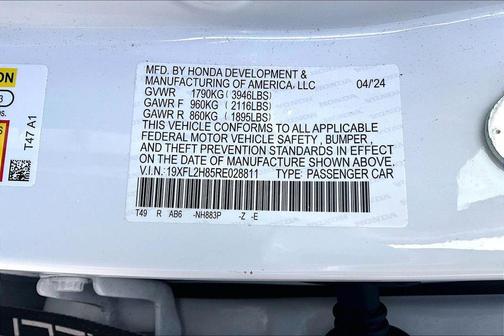 MFD. BY HONDA DEVELOPMENT &
MANUFACTURING OF AMERICA, LLC 04/'24
GVWR 1790KG (3946LBS)
GAWR F 960KG (2116LBS)
GAWR R 860KG (1895LBS)
THIS VEHICLE CONFORMS TO ALL APPLICABLE
FEDERAL MOTOR VEHICLE SAFETY , BUMPER ,
AND THEFT PREVENTION STANDARDS IN EFFECT
ON THE DATE OF MANUFACTURE SHOWN ABOVE.
V.I.N.: 19XFL2H85RE028811 TYPE: PASSENGER CAR
T49 R AB6 -NH883P -Z -E
T47 A1
3